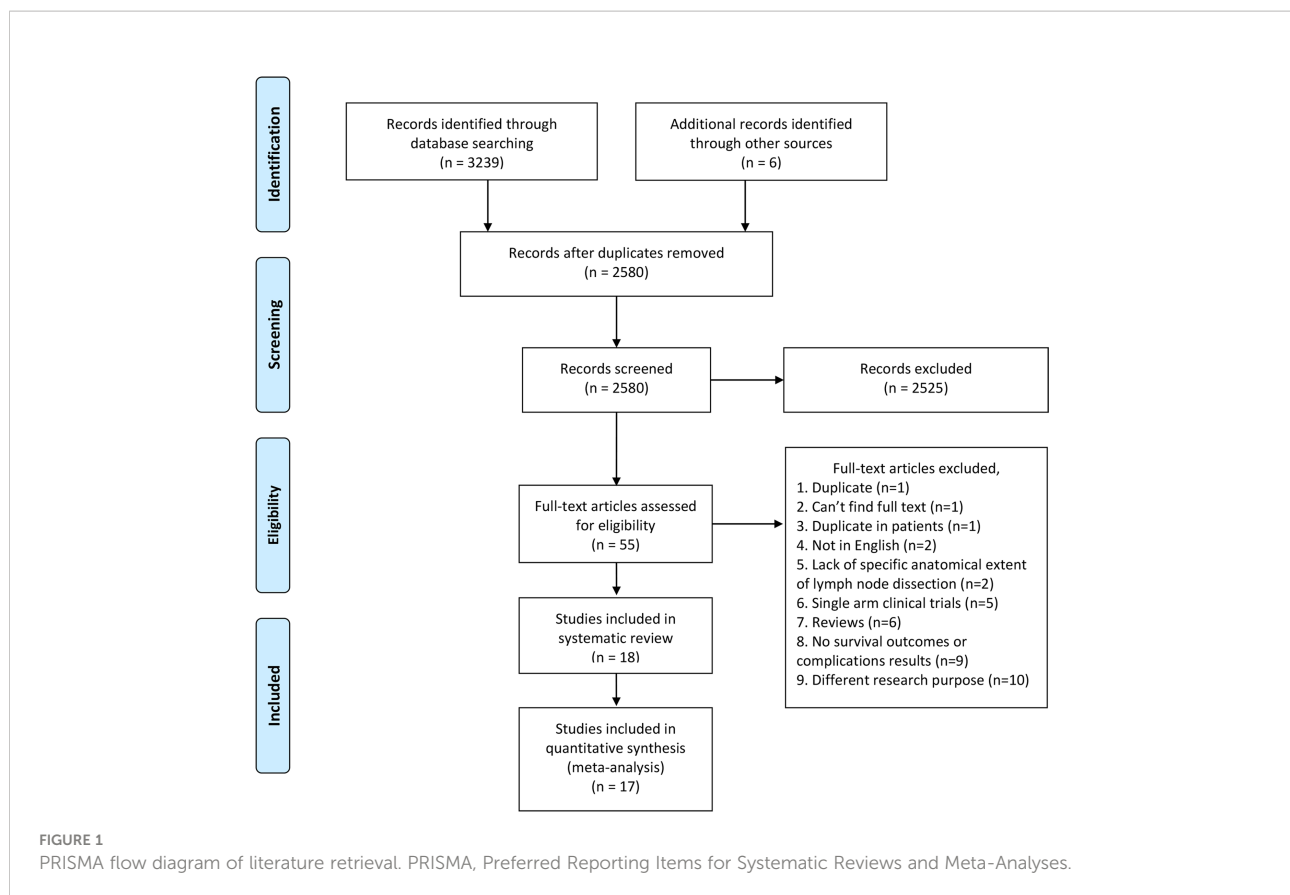 Identification
Records identified through
database searching
(n = 3239)
Additional records identified
through other sources
(n = 6)
Records after duplicates removed
(n = 2580)
Screening
Records screened
(n = 2580)
Records excluded
(n = 2525)
Eligibility
Full-text articles assessed
for eligibility
(n = 55)
Full-text articles excluded,
1. Duplicate (n=1)
2. Can't find full text (n=1)
3. Duplicate in patients (n=1)
4. Not in English (n=2)
5. Lack of specific anatomical extent
of lymph node dissection (n=2)
6. Single arm clinical trials (n=5)
7. Reviews (n=6)
8. No survival outcomes or
complications results (n=9)
9. Different research purpose (n=10)
Included
Studies included in
systematic review
(n = 18)
Studies included in
quantitative synthesis
(meta-analysis)
(n = 17)
FIGURE 1
PRISMA flow diagram of literature retrieval. PRISMA, Preferred Reporting Items for Systematic Reviews and Meta-Analyses.